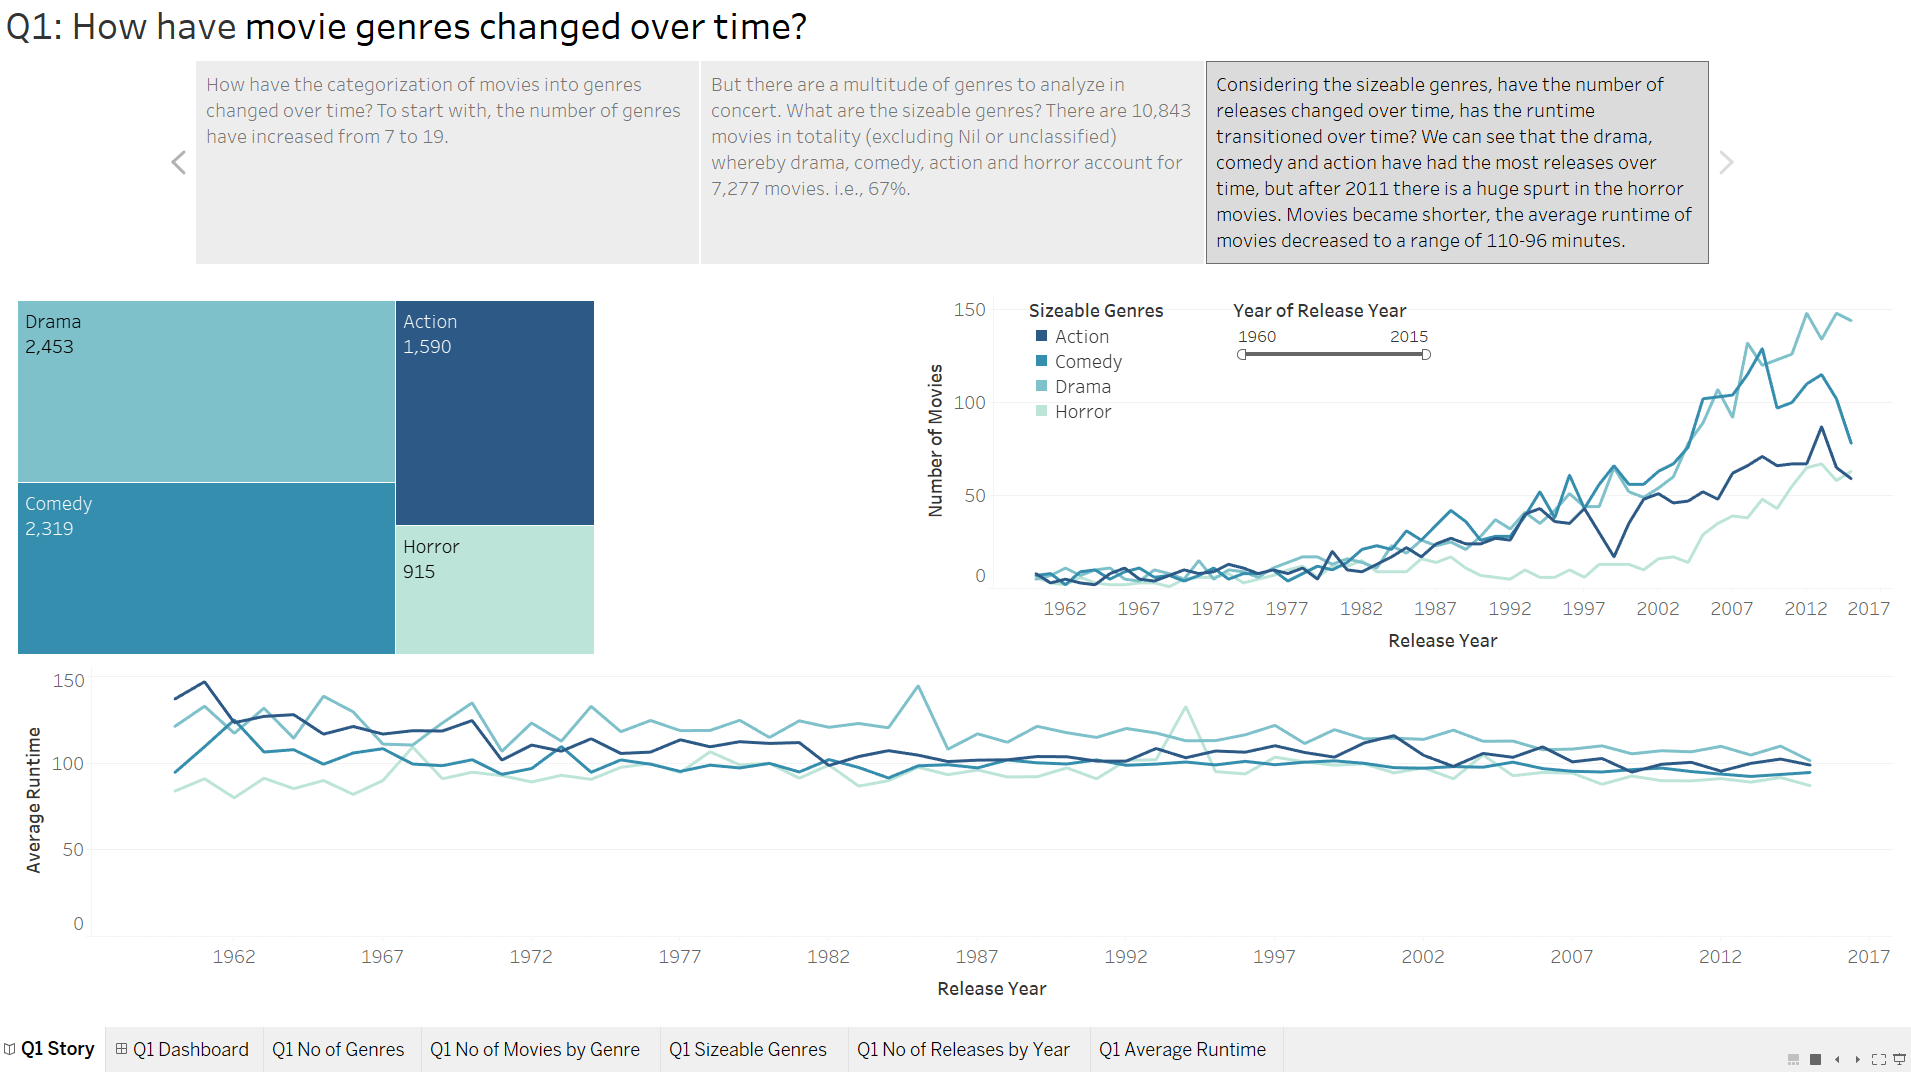 Q1: How have movie genres changed over time?
How have the categorization of movies into genres
changed over time? To start with, the number of genres
have increased from 7 to 19.
But there are a multitude of genres to analyze in
concert. What are the sizeable genres? There are 10,843
movies in totality (excluding Nil or unclassified)
whereby drama, comedy, action and horror account for
7,277 movies. i.e., 67%.
Considering the sizeable genres, have the number of
releases changed over time, has the runtime
transitioned over time? We can see that the drama,
comedy and action have had the most releases over
time, but after 2011 there is a huge spurt in the horror
movies. Movies became shorter, the average runtime of
movies decreased to a range of 110-96 minutes.
Drama
2,453
Action
1,590
Comedy
2,319
Horror
915
Number of Movies
150
100
50
0
Sizeable Genres
Action
Comedy
Drama
Horror
Year of Release Year
1960 2015
1962 1967 1972 1977 1982 1987 1992 1997 2002 2007 2012 2017
Release Year
Average Runtime
150
100
50
0
1962 1967 1972 1977 1982 1987 1992 1997 2002 2007 2012 2017
Release Year
Q1 Story Q1 Dashboard Q1 No of Genres Q1 No of Movies by Genre Q1 Sizeable Genres Q1 No of Releases by Year Q1 Average Runtime